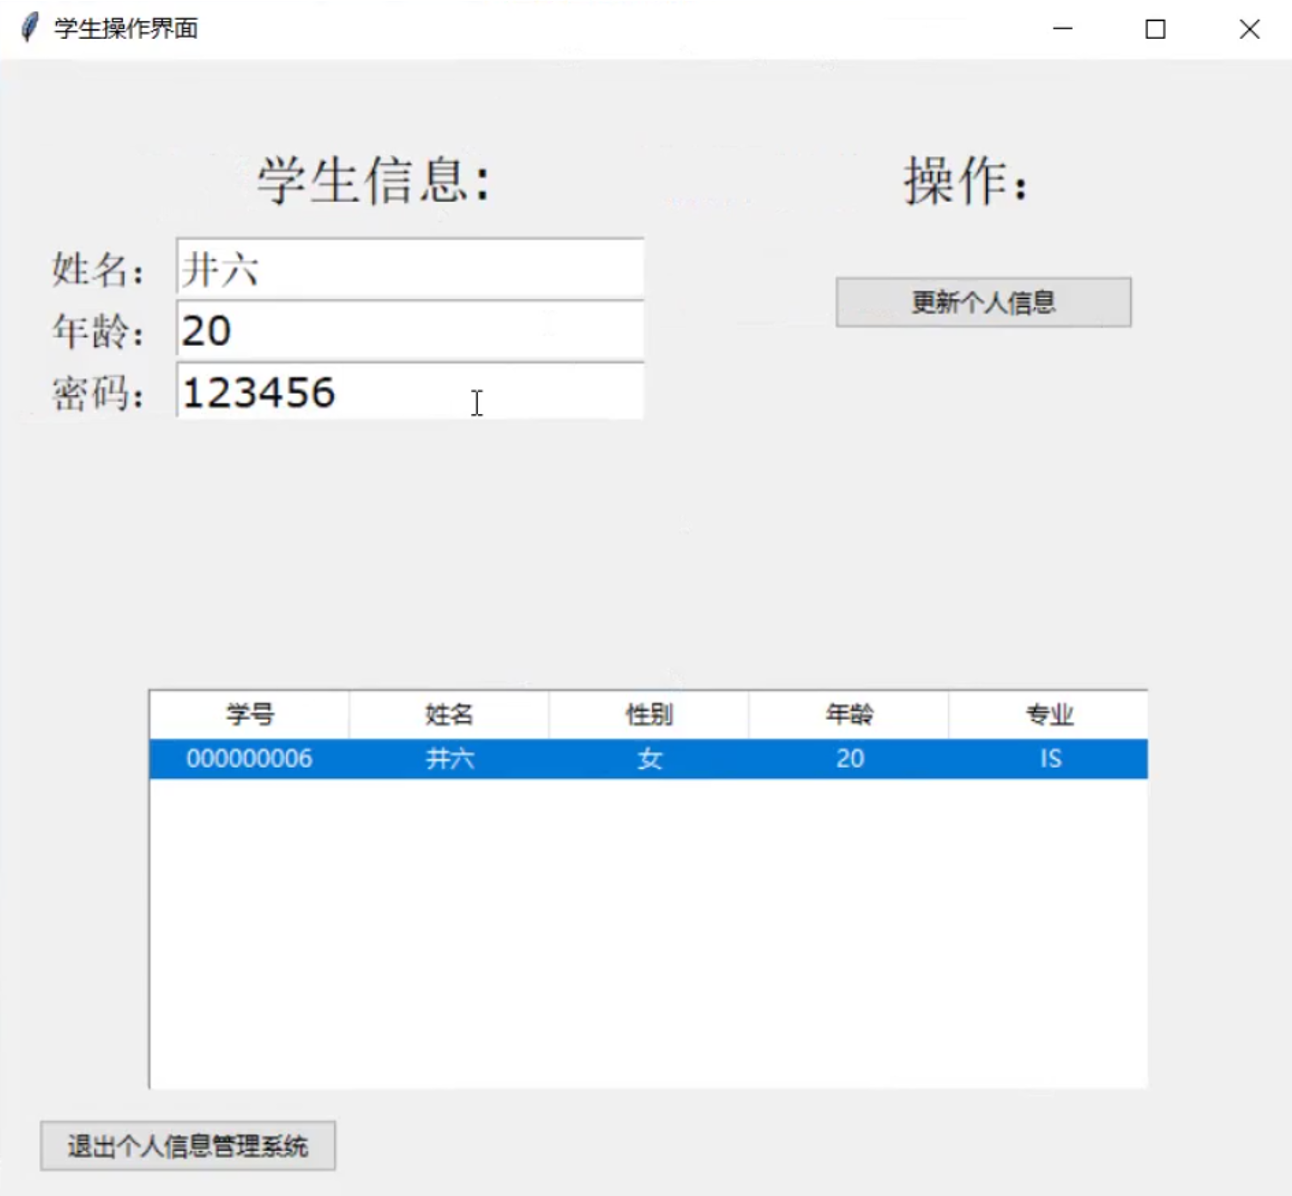 学生操作界面
学生信息：
操作：
姓名： 井六
更新个人信息
年龄： 20
密码： 123456
学号 姓名 性别 年龄 专业
000000006 井六 女 20 IS
退出个人信息管理系统